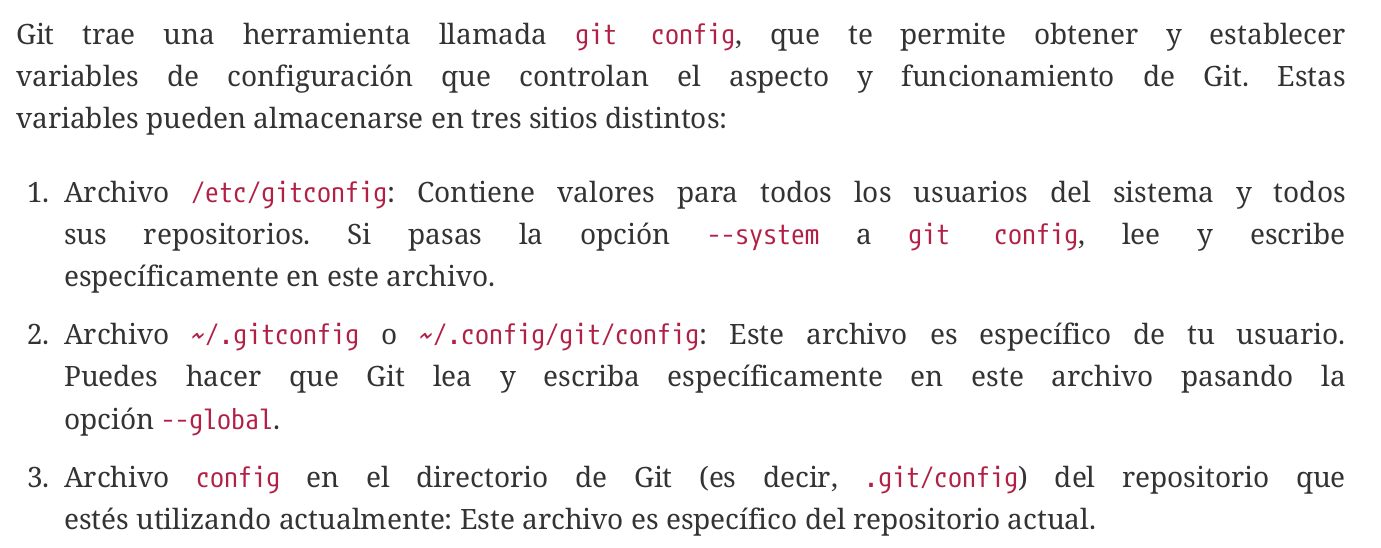 Git trae una herramienta llamada git config, que te permite obtener y establecer
variables de configuración que controlan el aspecto y funcionamiento de Git. Estas
variables pueden almacenarse en tres sitios distintos:
1. Archivo /etc/gitconfig: Contiene valores para todos los usuarios del sistema y todos
sus repositorios. Si pasas la opción --system a git config, lee y escribe
específicamente en este archivo.
2. Archivo ~/.gitconfig o ~/.config/git/config: Este archivo es específico de tu usuario.
Puedes hacer que Git lea y escriba específicamente en este archivo pasando la
opción --global.
3. Archivo config en el directorio de Git (es decir, .git/config) del repositorio que
estés utilizando actualmente: Este archivo es específico del repositorio actual.